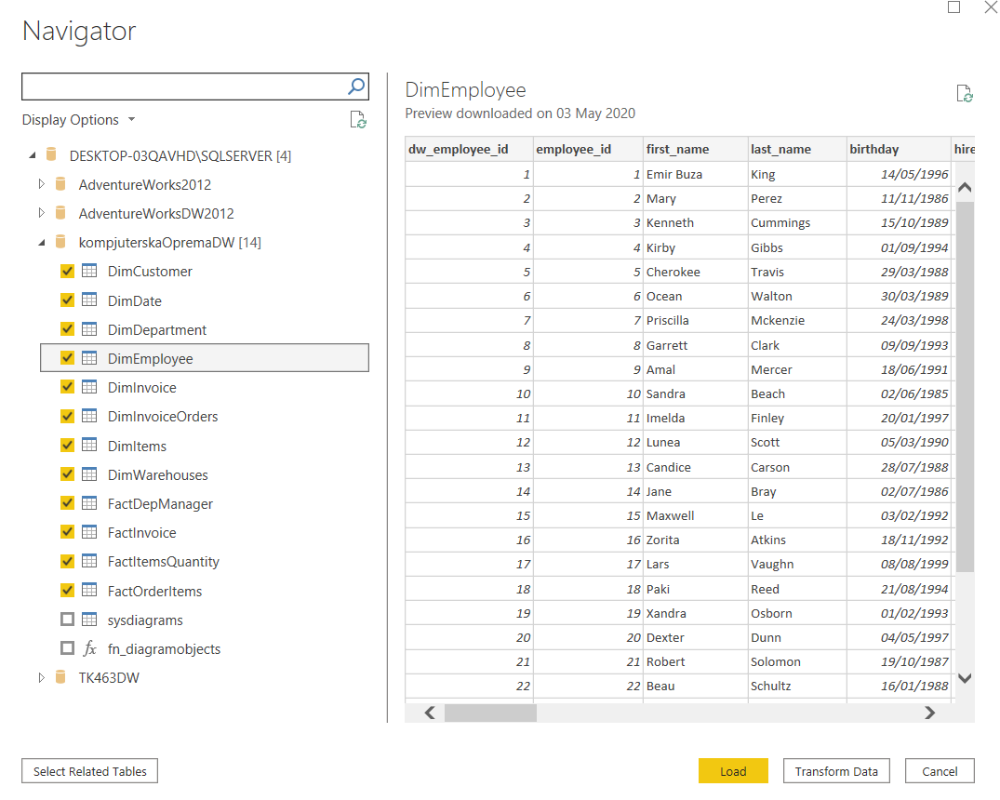 Navigator
Display Options
DESKTOP-03QAVHD\SQLSERVER [4]
AdventureWorks2012
AdventureWorksDW2012
kompjuterskaOpremaDW [14]
DimCustomer
DimDate
DimDepartment
DimEmployee
DimInvoice
DimInvoiceOrders
DimItems
DimWarehouses
FactDepManager
FactInvoice
FactItemsQuantity
FactOrderItems
sysdiagrams
fx fn_diagramobjects
TK463DW
DimEmployee
Preview downloaded on 03 May 2020
dw_employee_id employee_id first_name last_name birthday hire
1 1 Emir Buza King 14/05/1996
2 2 Mary Perez 11/11/1986
3 3 Kenneth Cummings 15/10/1989
4 4 Kirby Gibbs 01/09/1994
5 5 Cherokee Travis 29/03/1988
6 6 Ocean Walton 30/03/1989
7 7 Priscilla Mckenzie 24/03/1998
8 8 Garrett Clark 09/09/1993
9 9 Amal Mercer 18/06/1991
10 10 Sandra Beach 02/06/1985
11 11 Imelda Finley 20/01/1997
12 12 Lunea Scott 05/03/1990
13 13 Candice Carson 28/07/1988
14 14 Jane Bray 02/07/1986
15 15 Maxwell Le 03/02/1992
16 16 Zorita Atkins 18/11/1992
17 17 Lars Vaughn 08/08/1999
18 18 Paki Reed 21/08/1994
19 19 Xandra Osborn 01/02/1993
20 20 Dexter Dunn 04/05/1997
21 21 Robert Solomon 19/10/1987
22 22 Beau Schultz 16/01/1988
Select Related Tables
Load
Transform Data
Cancel